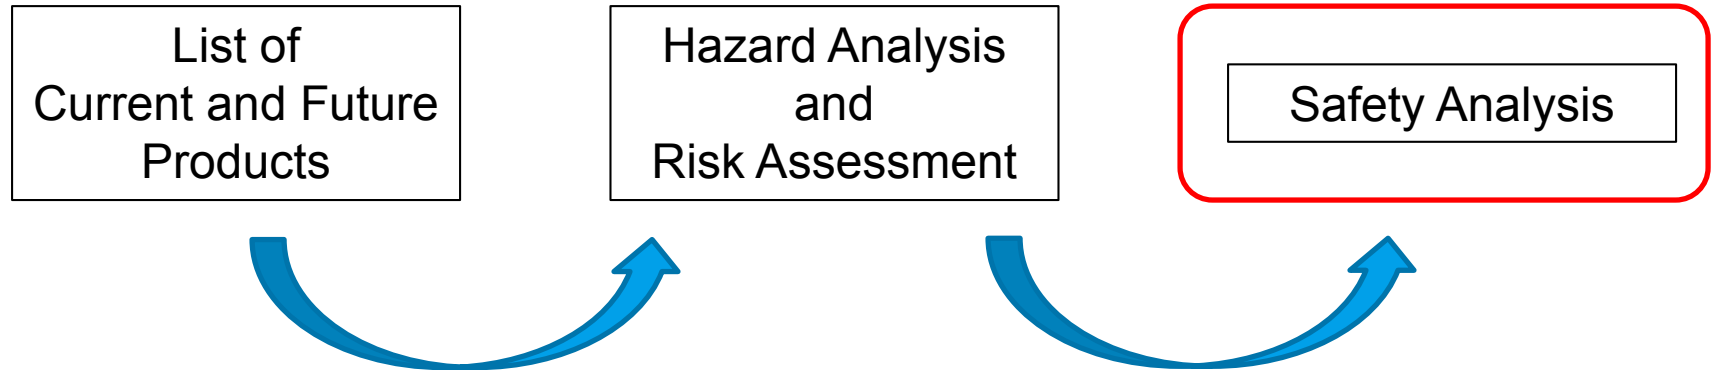 List of
Current and Future
Products
Hazard Analysis
and
Risk Assessment
Safety Analysis